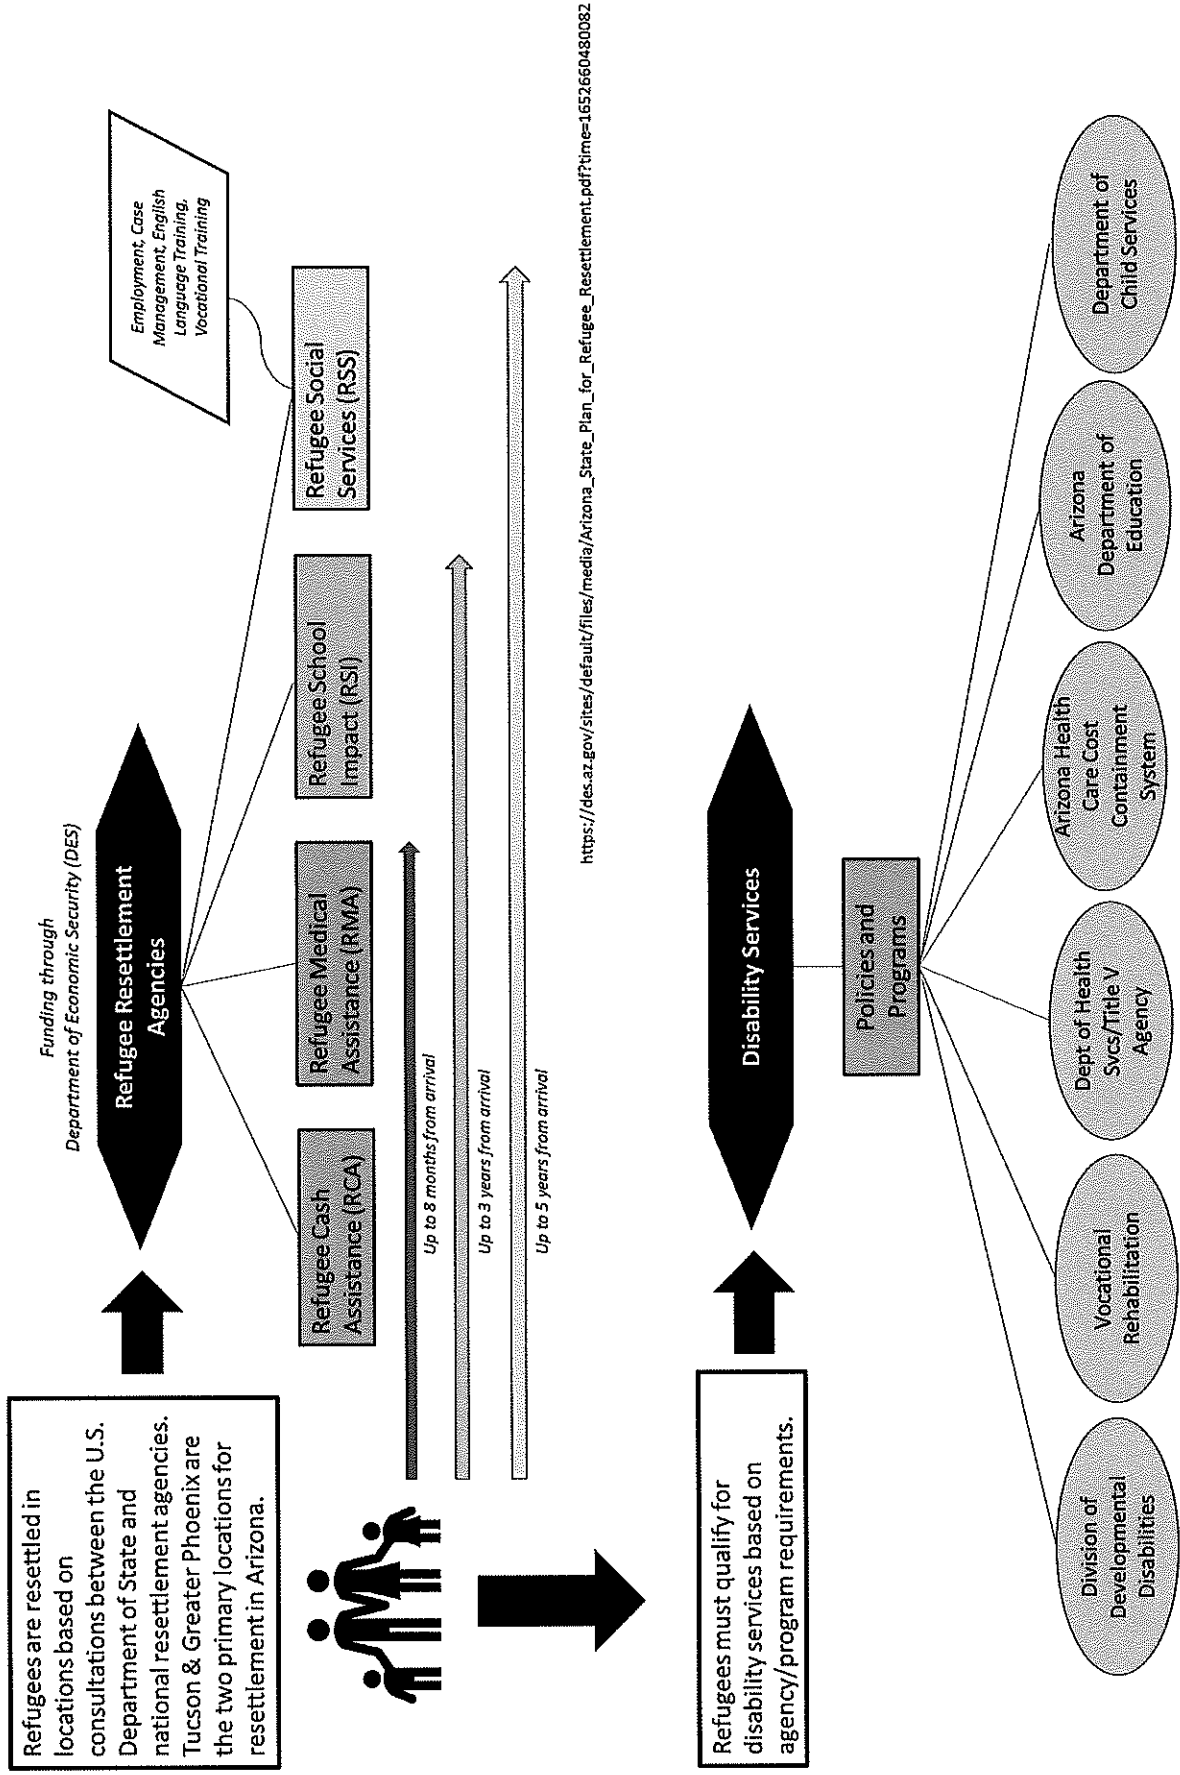 Refugees are resettled in
locations based on
consultations between the U.S.
Department of State and
national resettlement agencies.
Tucson & Greater Phoenix are
the two primary locations for
resettlement in Arizona.
Funding through
Department of Economic Security (DES)
Refugee Resettlement
Agencies
Employment, Case
Management, English
Language Training,
Vocational Training
Refugee Cash
Assistance (RCA)
Refugee Medical
Assistance (RMA)
Refugee School
Impact (RSI)
Refugee Social
Services (RSS)
Up to 8 months from arrival
Up to 3 years from arrival
Up to 5 years from arrival
https://des.az.gov/sites/default/files/media/Arizona_State_Plan_for_Refugee_Resettlement.pdf?time=1652660480082
Refugees must qualify for
disability services based on
agency/program requirements.
Disability Services
Policies and
Programs
Division of
Developmental
Disabilities
Vocational
Rehabilitation
Dept of Health
Svcs/Title V
Agency
Arizona Health
Care Cost
Containment
System
Arizona
Department of
Education
Department of
Child Services